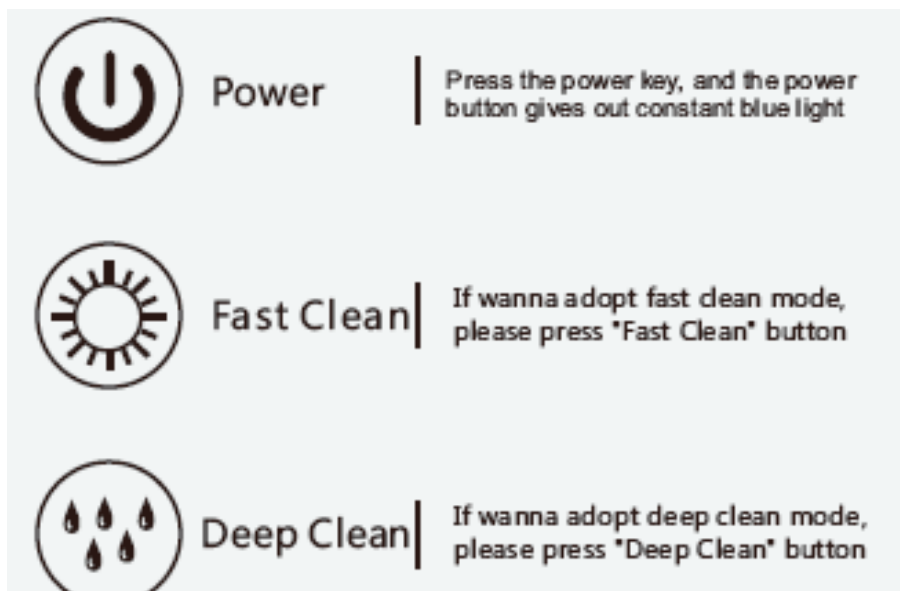 Power
Press the power key, and the power
button gives out constant blue light
Fast Clean
If wanna adopt fast clean mode,
please press "Fast Clean" button
Deep Clean
If wanna adopt deep clean mode,
please press "Deep Clean" button